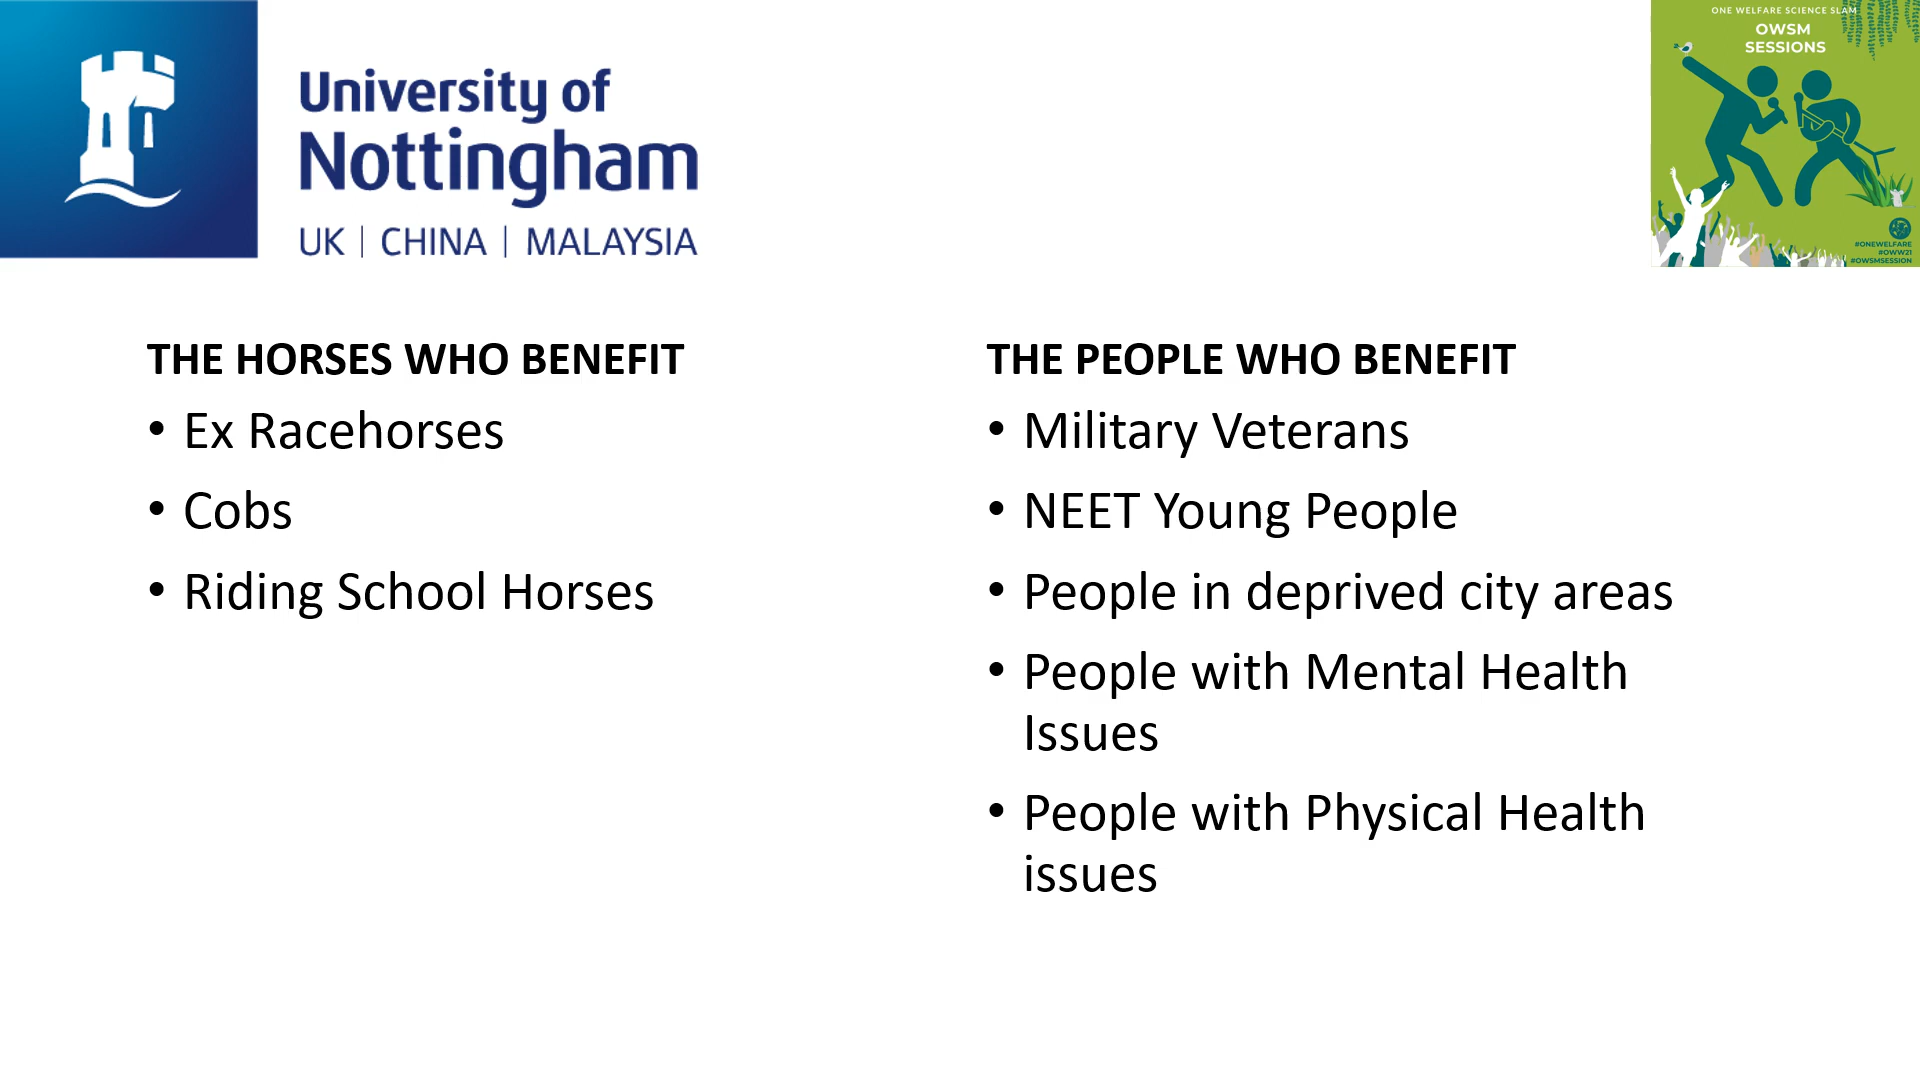 University of
Nottingham
UK | CHINA | MALAYSIA
ONE WELFARE SCIENCE SLAM
OWSM
SESSIONS
#ONEWELFARE
#OWW21
#OWSMSESSION
THE HORSES WHO BENEFIT
• Ex Racehorses
• Cobs
• Riding School Horses
THE PEOPLE WHO BENEFIT
• Military Veterans
• NEET Young People
• People in deprived city areas
• People with Mental Health
Issues
• People with Physical Health
issues